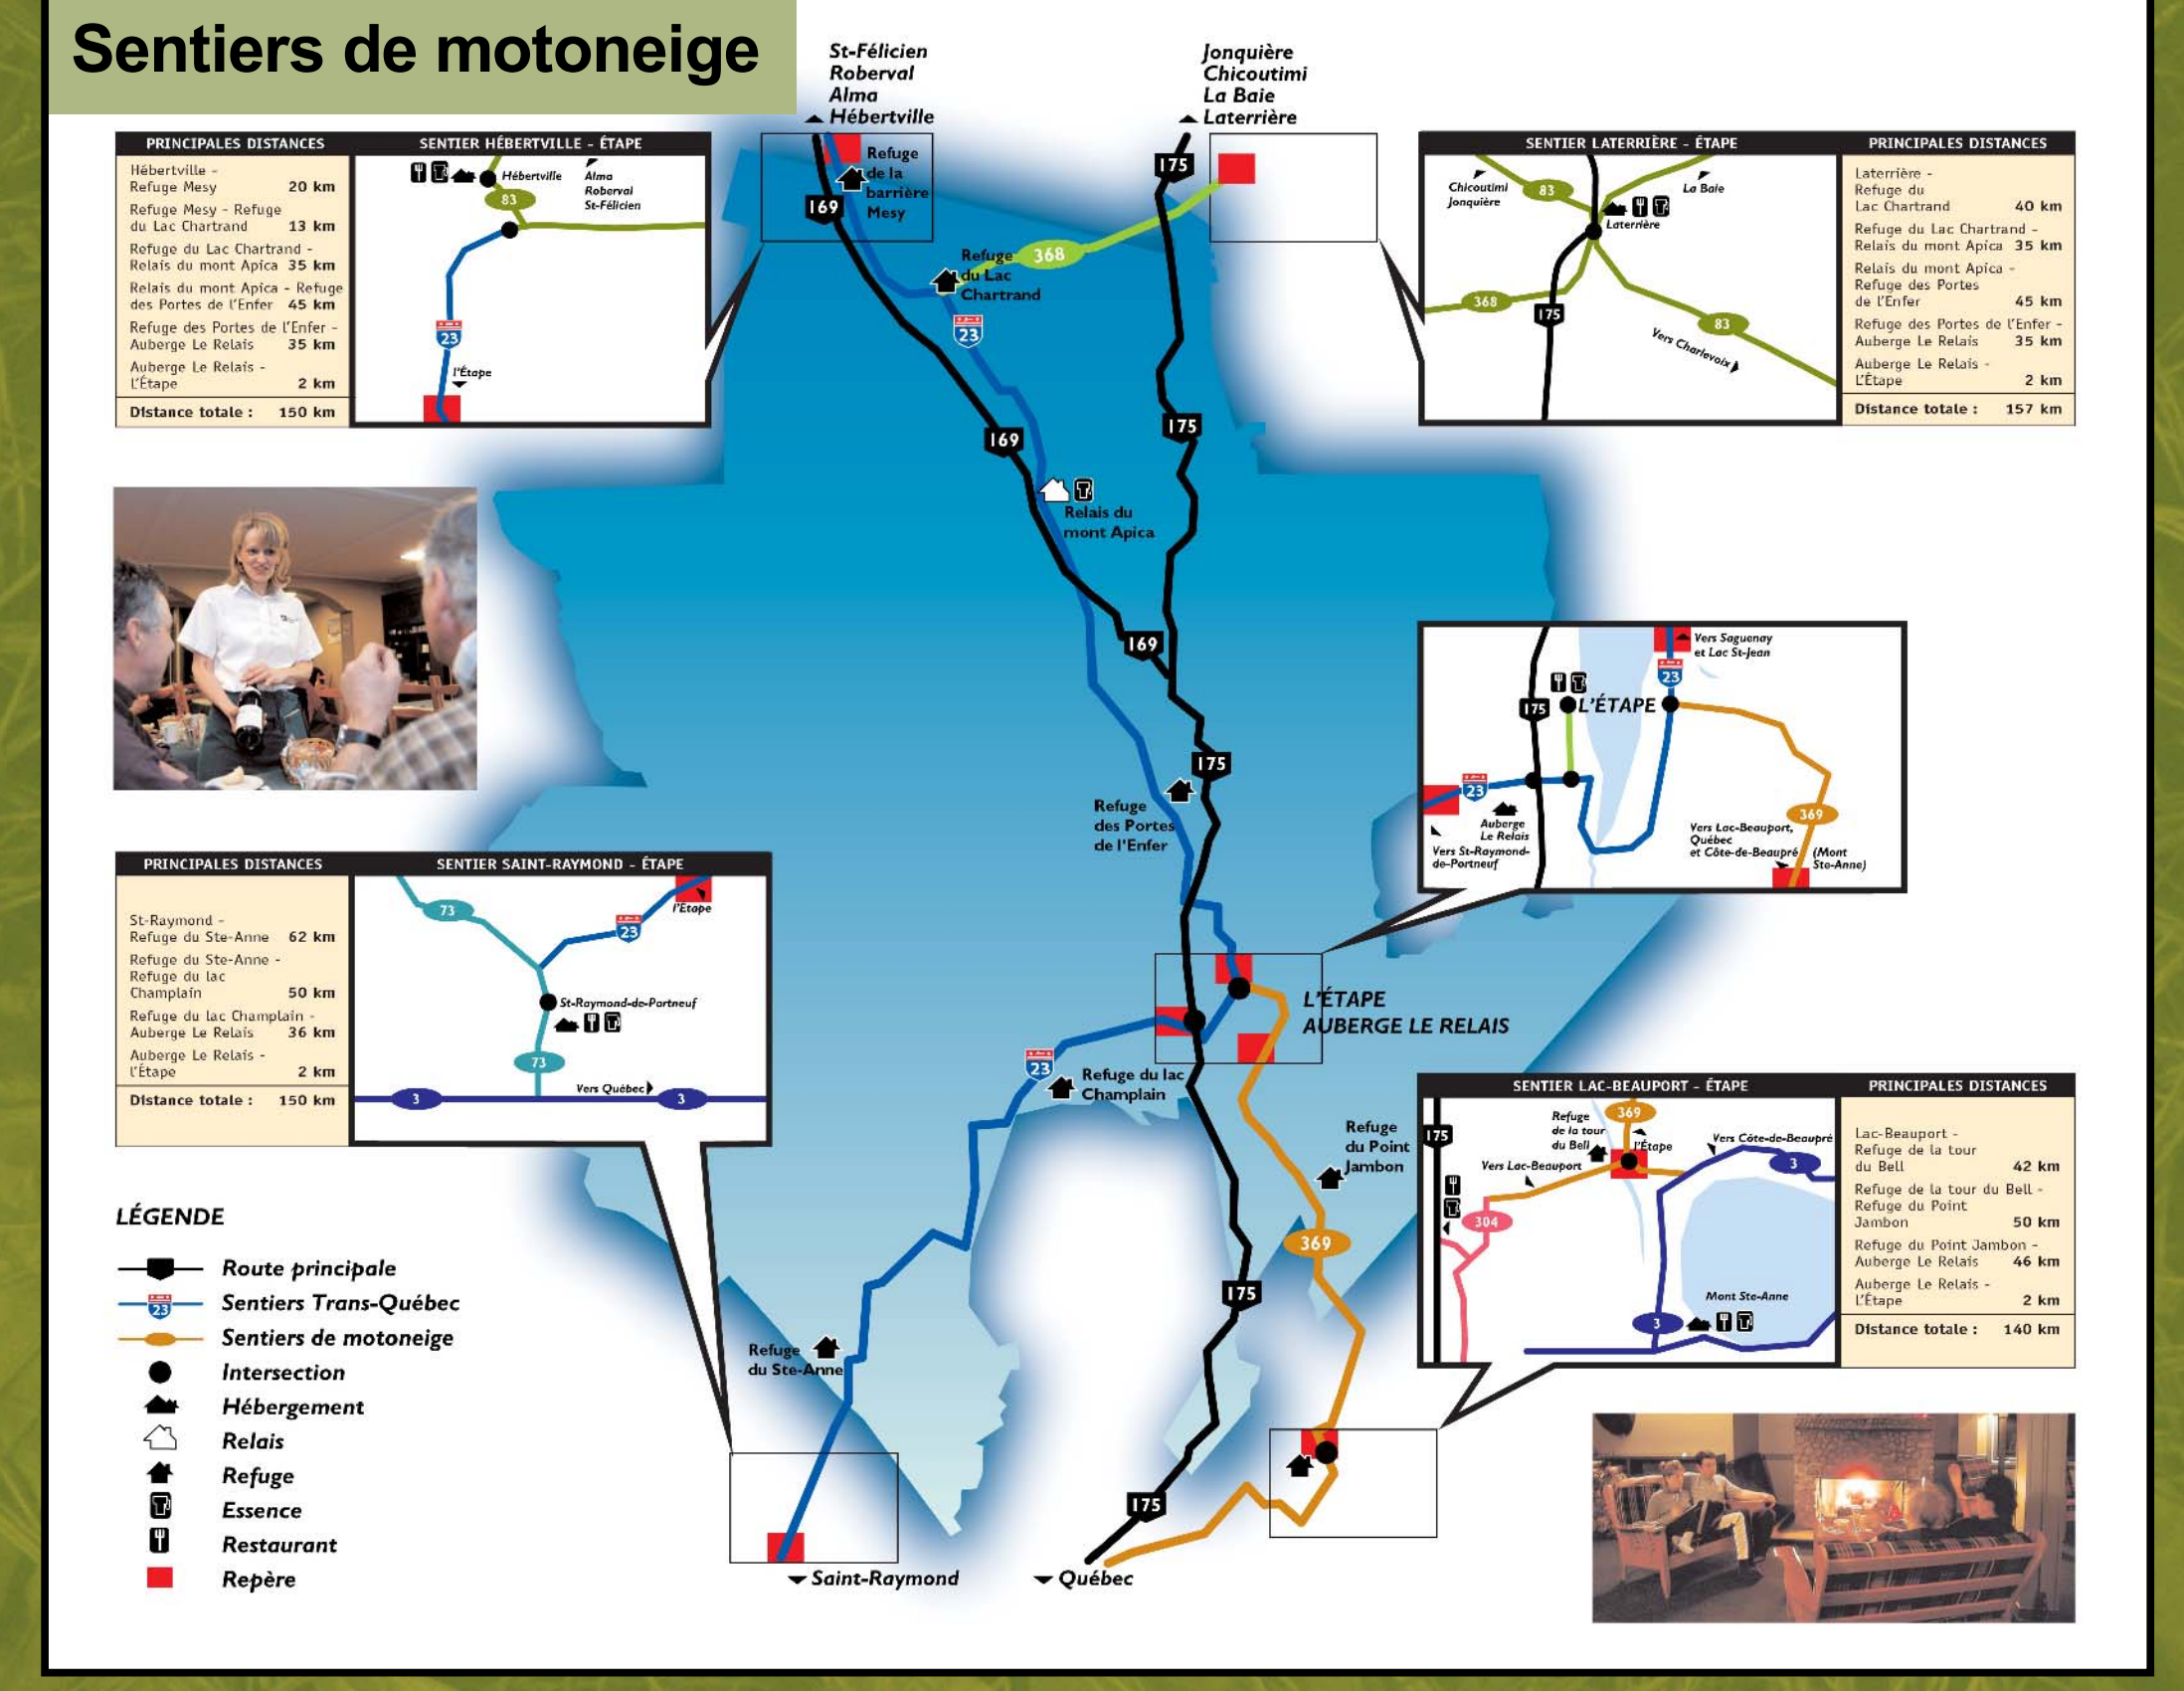 Sentiers de motoneige
St-Félicien
Roberval
Alma
Hébertville
Jonquière
Chicoutimi
La Baie
Laterrière
PRINCIPALES DISTANCES
Hébertville -
Refuge Mesy 20 km
Refuge Mesy - Refuge
du Lac Chartrand 13 km
Refuge du Lac Chartrand -
Relais du mont Apica 35 km
Relais du mont Apica - Refuge
des Portes de l'Enfer 45 km
Refuge des Portes de l'Enfer -
Auberge Le Relais 35 km
Auberge Le Relais -
L'Étape 2 km
Distance totale : 150 km
SENTIER HÉBERTVILLE - ÉTAPE
Hébertville
Alma
Roberval
St-Félicien
83
23
l'Étape
169
Refuge
de la
barrière
Mesy
175
Refuge
du Lac
Chartrand
368
23
175
169
Relais du
mont Apica
169
175
Refuge
des Portes
de l'Enfer
SENTIER LATERRIÈRE - ÉTAPE
Chicoutimi
Jonquière
83
La Baie
Laterrière
368
175
83
Vers Charlevoix
PRINCIPALES DISTANCES
Laterrière -
Refuge du
Lac Chartrand 40 km
Refuge du Lac Chartrand -
Relais du mont Apica 35 km
Relais du mont Apica -
Refuge des Portes
de l'Enfer 45 km
Refuge des Portes de l'Enfer -
Auberge Le Relais 35 km
Auberge Le Relais -
L'Étape 2 km
Distance totale : 157 km
Vers Saguenay
et Lac St-Jean
23
175
L'ÉTAPE
23
Auberge
Le Relais
Vers St-Raymond-
de-Portneuf
369
Vers Lac-Beauport,
Québec
et Côte-de-Beaupré
(Mont
Ste-Anne)
PRINCIPALES DISTANCES
St-Raymond -
Refuge du Ste-Anne 62 km
Refuge du Ste-Anne -
Refuge du lac
Champlain 50 km
Refuge du lac Champlain -
Auberge Le Relais 36 km
Auberge Le Relais -
l'Étape 2 km
Distance totale : 150 km
SENTIER SAINT-RAYMOND - ÉTAPE
73
l'Étape
23
St-Raymond-de-Portneuf
73
Vers Québec
3
3
L'ÉTAPE
AUBERGE LE RELAIS
23
Refuge du lac
Champlain
Refuge
du Point
Jambon
369
175
Refuge
du Ste-Anne
175
Saint-Raymond
Québec
SENTIER LAC-BEAUPORT - ÉTAPE
175
Refuge
de la tour
du Bell
369
l'Étape
Vers Côte-de-Beaupré
3
Vers Lac-Beauport
304
Mont Ste-Anne
3
PRINCIPALES DISTANCES
Lac-Beauport -
Refuge de la tour
du Bell 42 km
Refuge de la tour du Bell -
Refuge du Point
Jambon 50 km
Refuge du Point Jambon -
Auberge Le Relais 46 km
Auberge Le Relais -
L'Étape 2 km
Distance totale : 140 km
LÉGENDE
Route principale
23 Sentiers Trans-Québec
Sentiers de motoneige
Intersection
Hébergement
Relais
Refuge
Essence
Restaurant
Repère